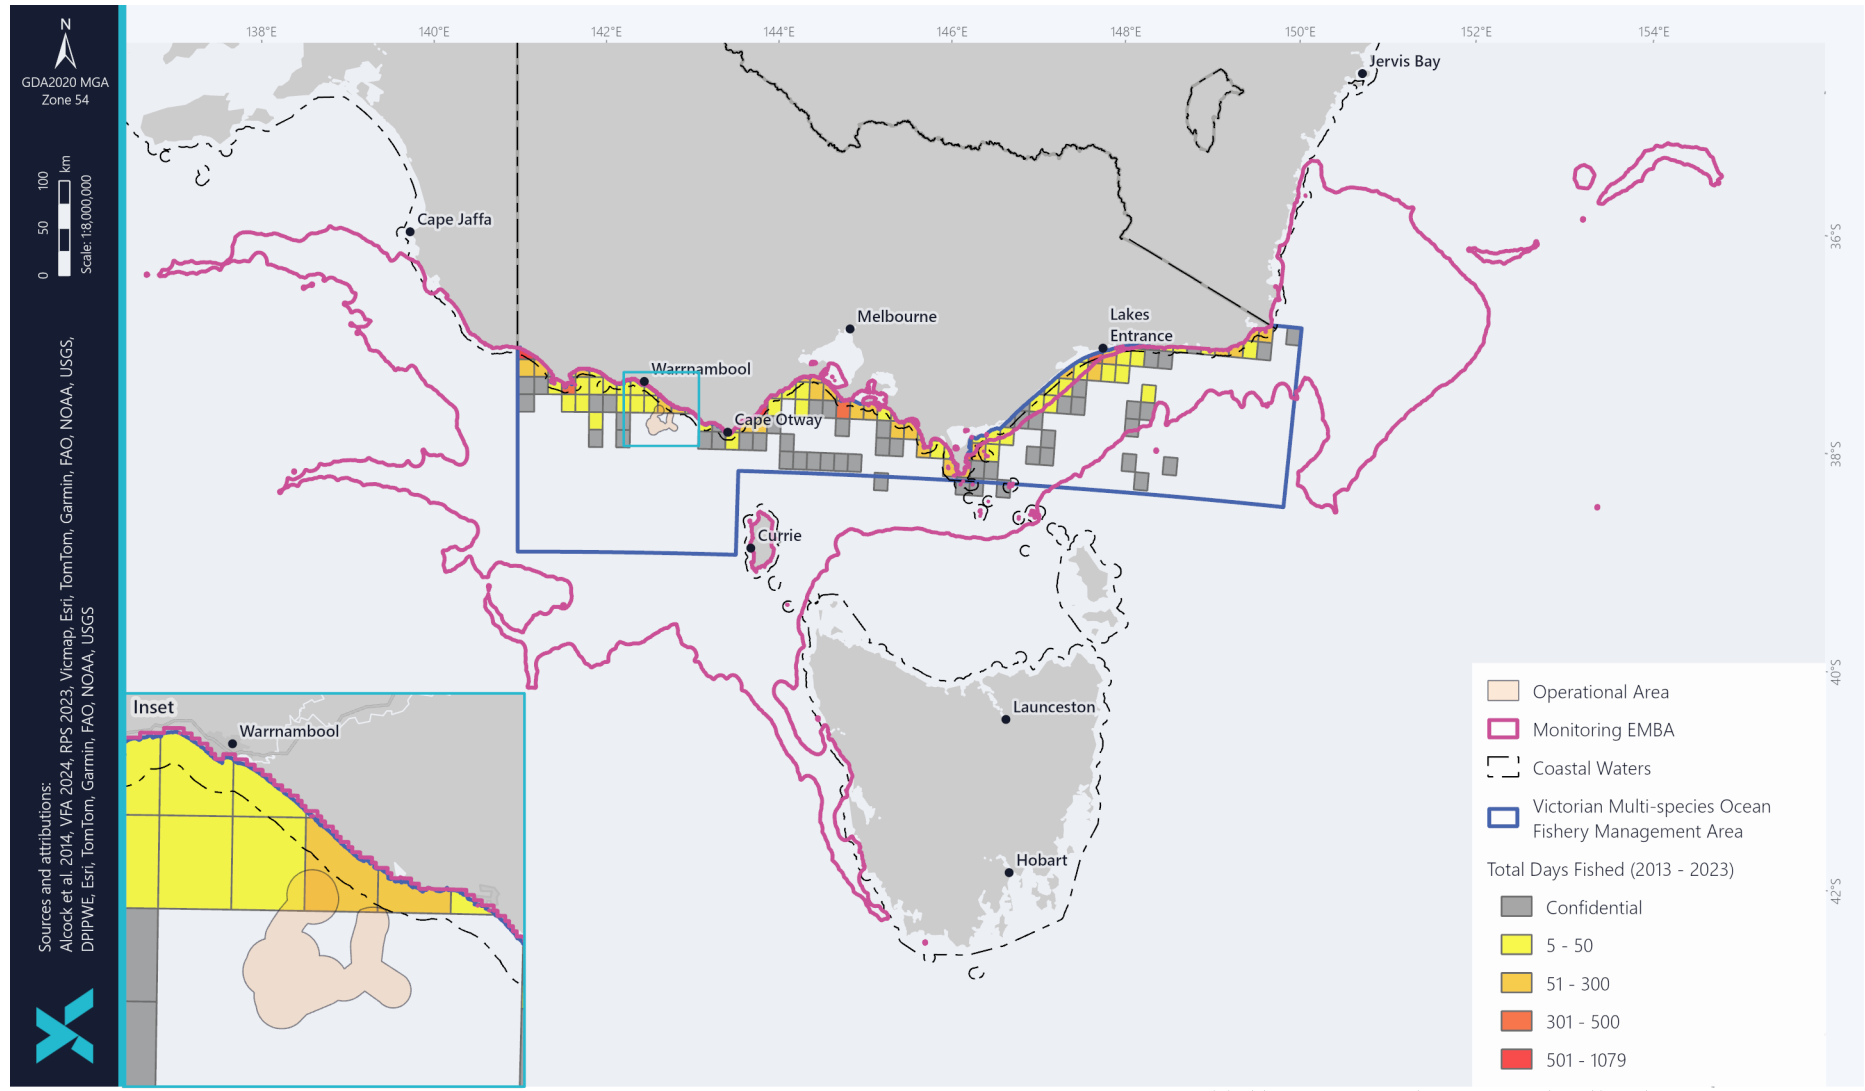 N
GDA2020 MGA
Zone 54
0 50 100 km
Scale: 1:8,000,000
Sources and attributions:
Alcock et al. 2014, VFA 2024, RPS 2023, Vicmap, Esri, TomTom, Garmin, FAO, NOAA, USGS,
DPIPWE, Esri, TomTom, Garmin, FAO, NOAA, USGS
138°E 140°E 142°E 144°E 146°E 148°E 150°E 152°E 154°E
36°S
38°S
40°S
42°S
Jervis Bay
Cape Jaffa
Melbourne
Lakes
Entrance
Warrnambool
Cape Otway
Currie
Launceston
Hobart
Inset
Warrnambool
Operational Area
Monitoring EMBA
Coastal Waters
Victorian Multi-species Ocean
Fishery Management Area
Total Days Fished (2013 - 2023)
Confidential
5 - 50
51 - 300
301 - 500
501 - 1079